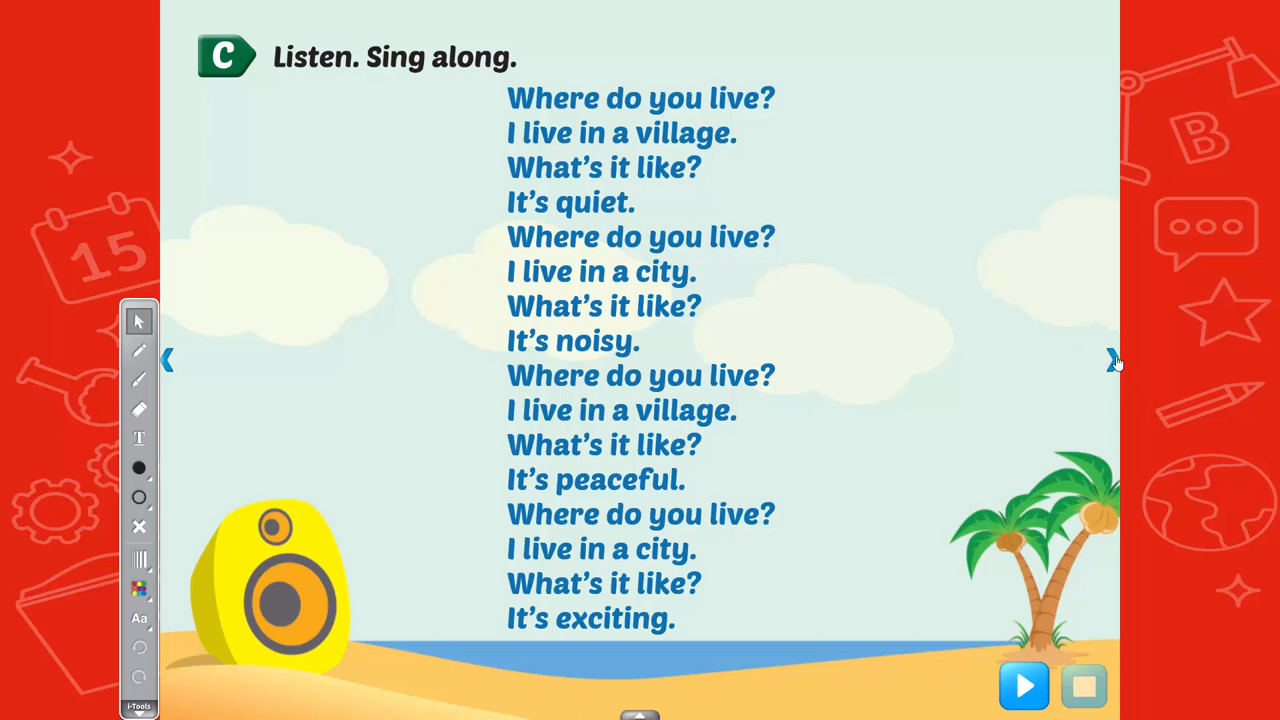 C Listen. Sing along.
Where do you live?
I live in a village.
What's it like?
It's quiet.
Where do you live?
I live in a city.
What's it like?
It's noisy.
Where do you live?
I live in a village.
What's it like?
It's peaceful.
Where do you live?
I live in a city.
What's it like?
It's exciting.
15
B
T
Aa
i-Tools